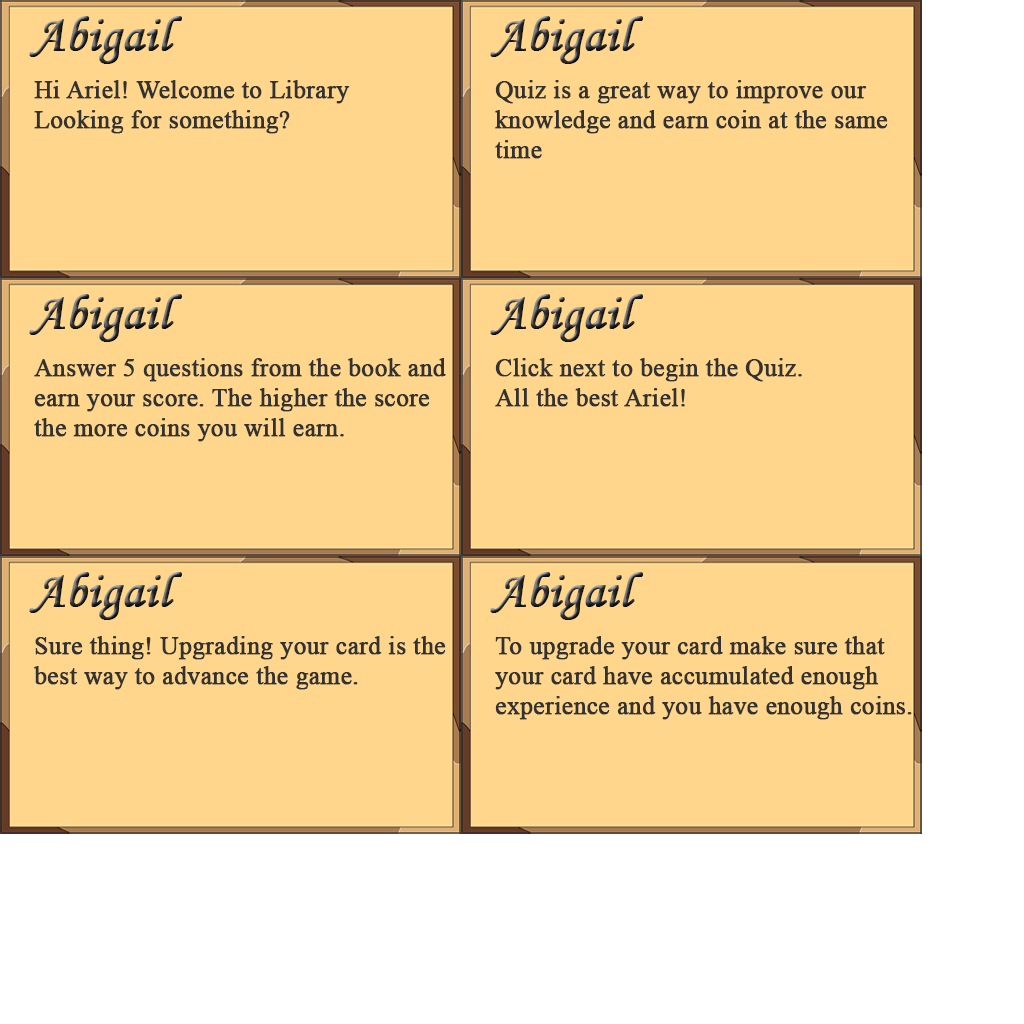 Abigail
Hi Ariel! Welcome to Library
Looking for something?
Abigail
Quiz is a great way to improve our
knowledge and earn coin at the same
time
Abigail
Answer 5 questions from the book and
earn your score. The higher the score
the more coins you will earn.
Abigail
Click next to begin the Quiz.
All the best Ariel!
Abigail
Sure thing! Upgrading your card is the
best way to advance the game.
Abigail
To upgrade your card make sure that
your card have accumulated enough
experience and you have enough coins.